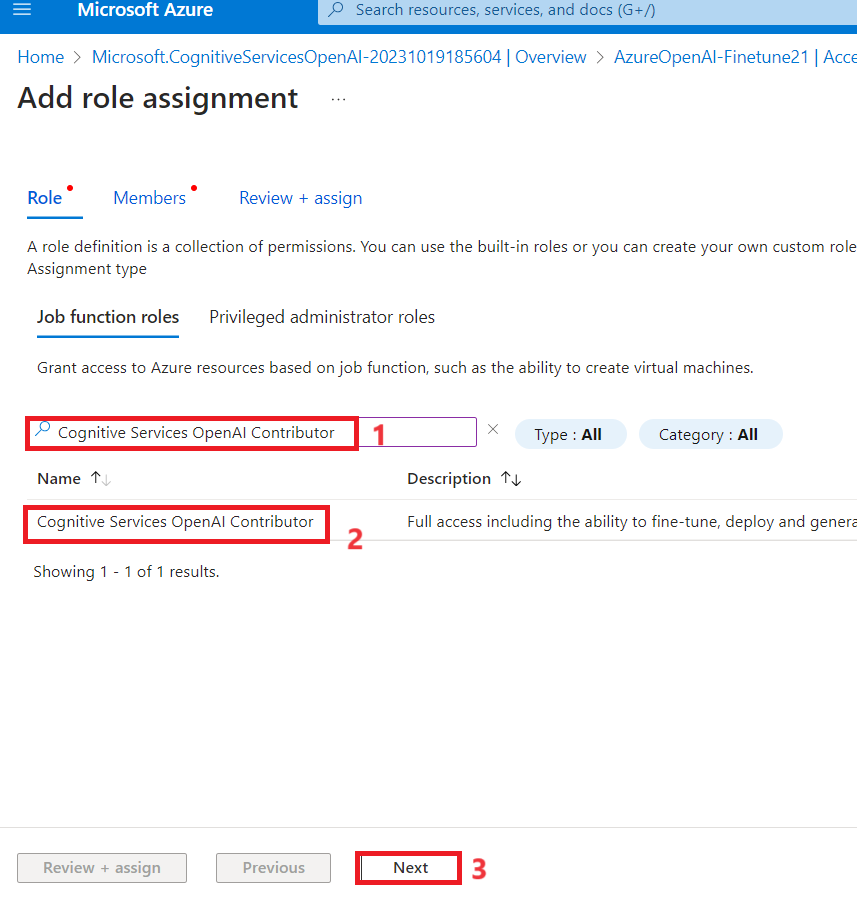 Microsoft Azure
Search resources, services, and docs (G+/)
Home > Microsoft.CognitiveServicesOpenAI-20231019185604 | Overview > AzureOpenAI-Finetune21 | Acce
Add role assignment ...
Role Members Review + assign
A role definition is a collection of permissions. You can use the built-in roles or you can create your own custom role
Assignment type
Job function roles Privileged administrator roles
Grant access to Azure resources based on job function, such as the ability to create virtual machines.
Cognitive Services OpenAI Contributor 1 Type : All Category : All
Name Description
Cognitive Services OpenAI Contributor 2 Full access including the ability to fine-tune, deploy and genera
Showing 1 - 1 of 1 results.
Review + assign Previous Next 3